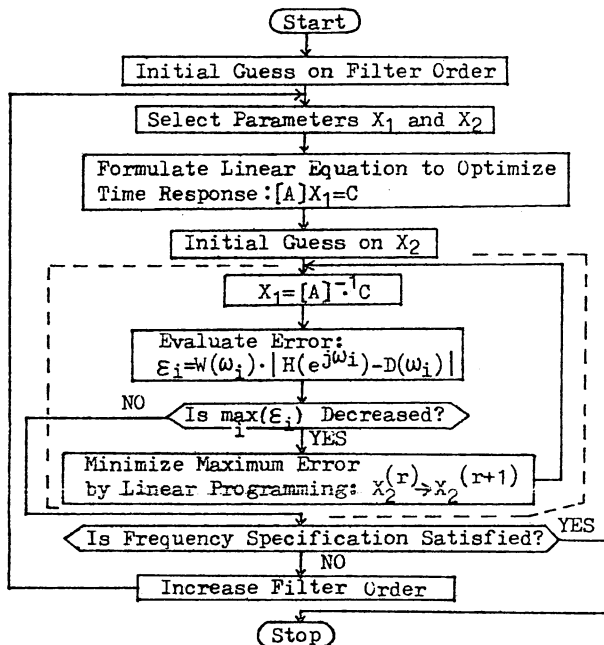 Start
Initial Guess on Filter Order
Select Parameters X₁ and X₂
Formulate Linear Equation to Optimize
Time Response:[A]X₁=C
Initial Guess on X₂
X₁=[A]⁻¹·C
Evaluate Error:
εᵢ=W(ωᵢ)·|H(e^{jωᵢ})-D(ωᵢ)|
NO
Is max(εᵢ) Decreased?
i
YES
Minimize Maximum Error
by Linear Programming: X₂^(r)→X₂^(r+1)
YES
Is Frequency Specification Satisfied?
NO
Increase Filter Order
Stop